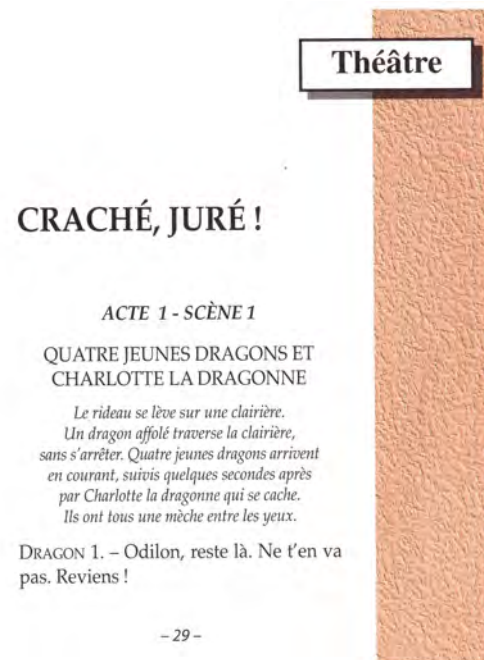 Théâtre
CRACHÉ, JURÉ !
ACTE 1 - SCÈNE 1
QUATRE JEUNES DRAGONS ET
CHARLOTTE LA DRAGONNE
Le rideau se lève sur une clairière.
Un dragon affolé traverse la clairière,
sans s'arrêter. Quatre jeunes dragons arrivent
en courant, suivis quelques secondes après
par Charlotte la dragonne qui se cache.
Ils ont tous une mèche entre les yeux.
DRAGON 1. – Odilon, reste là. Ne t'en va
pas. Reviens !
– 29 –